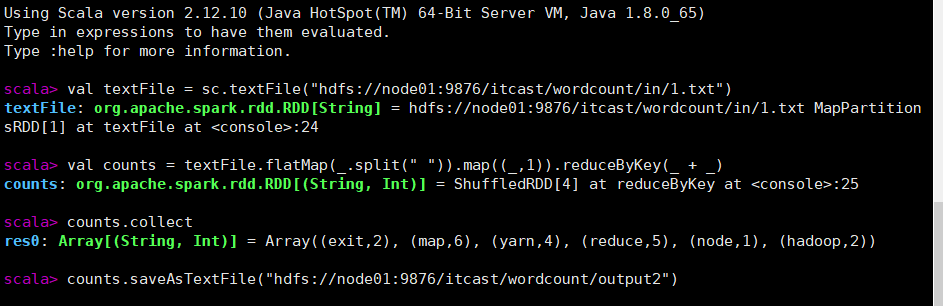 Using Scala version 2.12.10 (Java HotSpot(TM) 64-Bit Server VM, Java 1.8.0_65)
Type in expressions to have them evaluated.
Type :help for more information.
scala> val textFile = sc.textFile("hdfs://node01:9876/itcast/wordcount/in/1.txt")
textFile: org.apache.spark.rdd.RDD[String] = hdfs://node01:9876/itcast/wordcount/in/1.txt MapPartition
sRDD[1] at textFile at <console>:24
scala> val counts = textFile.flatMap(_.split(" ")).map((_,1)).reduceByKey(_ + _)
counts: org.apache.spark.rdd.RDD[(String, Int)] = ShuffledRDD[4] at reduceByKey at <console>:25
scala> counts.collect
res0: Array[(String, Int)] = Array((exit,2), (map,6), (yarn,4), (reduce,5), (node,1), (hadoop,2))
scala> counts.saveAsTextFile("hdfs://node01:9876/itcast/wordcount/output2")